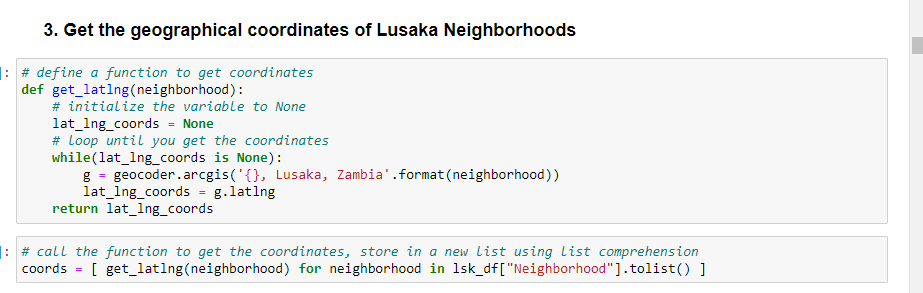 3. Get the geographical coordinates of Lusaka Neighborhoods
]: # define a function to get coordinates
def get_latlng(neighborhood):
    # initialize the variable to None
    lat_lng_coords = None
    # loop until you get the coordinates
    while(lat_lng_coords is None):
        g = geocoder.arcgis('{}, Lusaka, Zambia'.format(neighborhood))
        lat_lng_coords = g.latlng
    return lat_lng_coords
]: # call the function to get the coordinates, store in a new list using list comprehension
coords = [ get_latlng(neighborhood) for neighborhood in lsk_df["Neighborhood"].tolist() ]